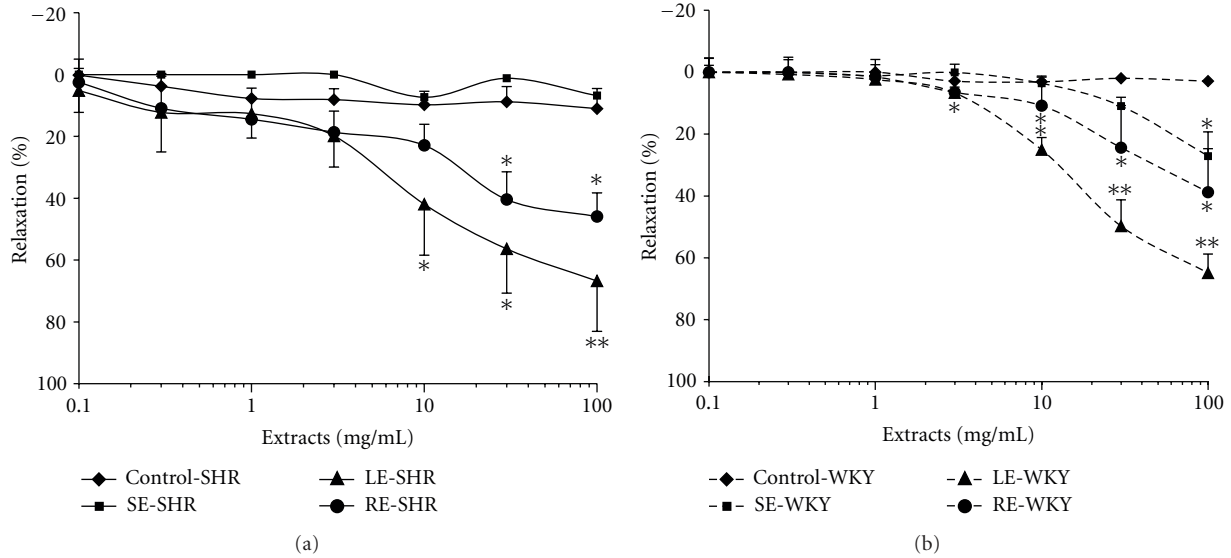 −20
0
20
40
60
80
100
Relaxation (%)
0.1 1 10 100
Extracts (mg/mL)
* * * * **
Control-SHR LE-SHR
SE-SHR RE-SHR
(a)
−20
0
20
40
60
80
100
Relaxation (%)
0.1 1 10 100
Extracts (mg/mL)
* * * * ** * * **
Control-WKY LE-WKY
SE-WKY RE-WKY
(b)